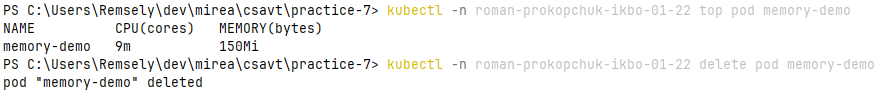 PS C:\Users\Remsely\dev\mirea\csavt\practice-7> kubectl -n roman-prokopchuk-ikbo-01-22 top pod memory-demo
NAME          CPU(cores)   MEMORY(bytes)
memory-demo   9m           150Mi
PS C:\Users\Remsely\dev\mirea\csavt\practice-7> kubectl -n roman-prokopchuk-ikbo-01-22 delete pod memory-demo
pod "memory-demo" deleted